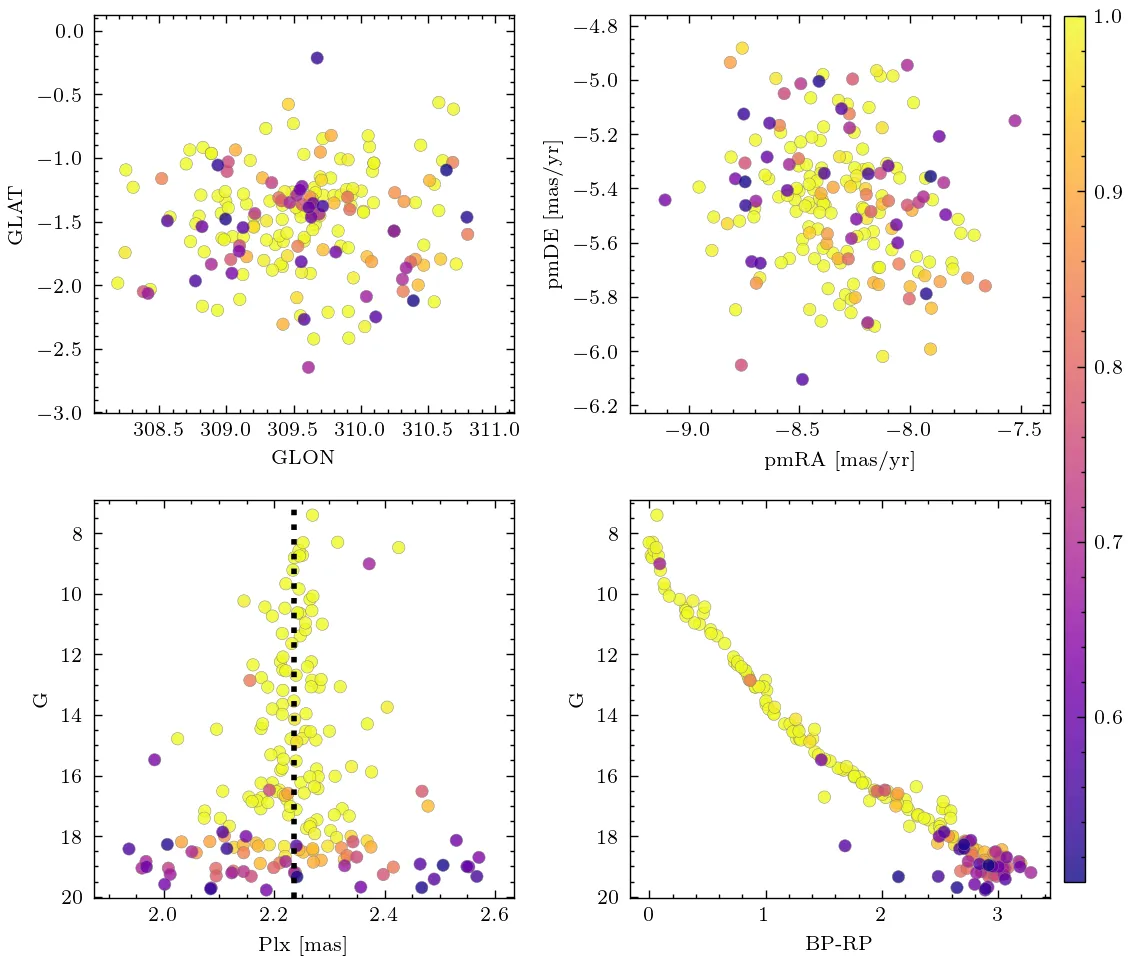 0.0
−0.5
−1.0
−1.5
−2.0
−2.5
−3.0
GLAT
308.5 309.0 309.5 310.0 310.5 311.0
GLON
−4.8
−5.0
−5.2
−5.4
−5.6
−5.8
−6.0
−6.2
pmDE [mas/yr]
−9.0 −8.5 −8.0 −7.5
pmRA [mas/yr]
8
10
12
14
16
18
20
G
2.0 2.2 2.4 2.6
Plx [mas]
8
10
12
14
16
18
20
G
0 1 2 3
BP-RP
1.0
0.9
0.8
0.7
0.6